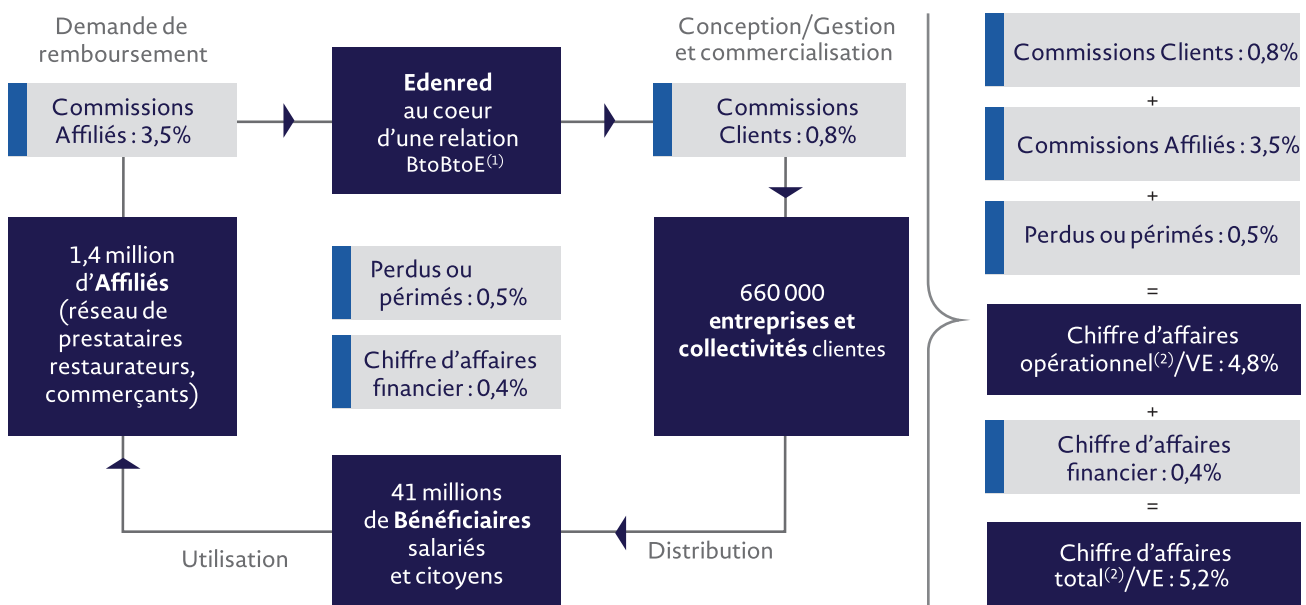 Demande de
remboursement
Commissions
Affiliés : 3,5%
Edenred
au coeur
d’une relation
BtoBtoE(1)
Conception/Gestion
et commercialisation
Commissions
Clients : 0,8%
1,4 million
d’Affiliés
(réseau de
prestataires
restaurateurs,
commerçants)
Perdus ou
périmés : 0,5%
Chiffre d’affaires
financier : 0,4%
660 000
entreprises et
collectivités clientes
41 millions
de Bénéficiaires
salariés
et citoyens
Utilisation
Distribution
Commissions Clients : 0,8%
+
Commissions Affiliés : 3,5%
+
Perdus ou périmés : 0,5%
=
Chiffre d’affaires
opérationnel(2)/VE : 4,8%
+
Chiffre d’affaires
financier : 0,4%
=
Chiffre d’affaires
total(2)/VE : 5,2%